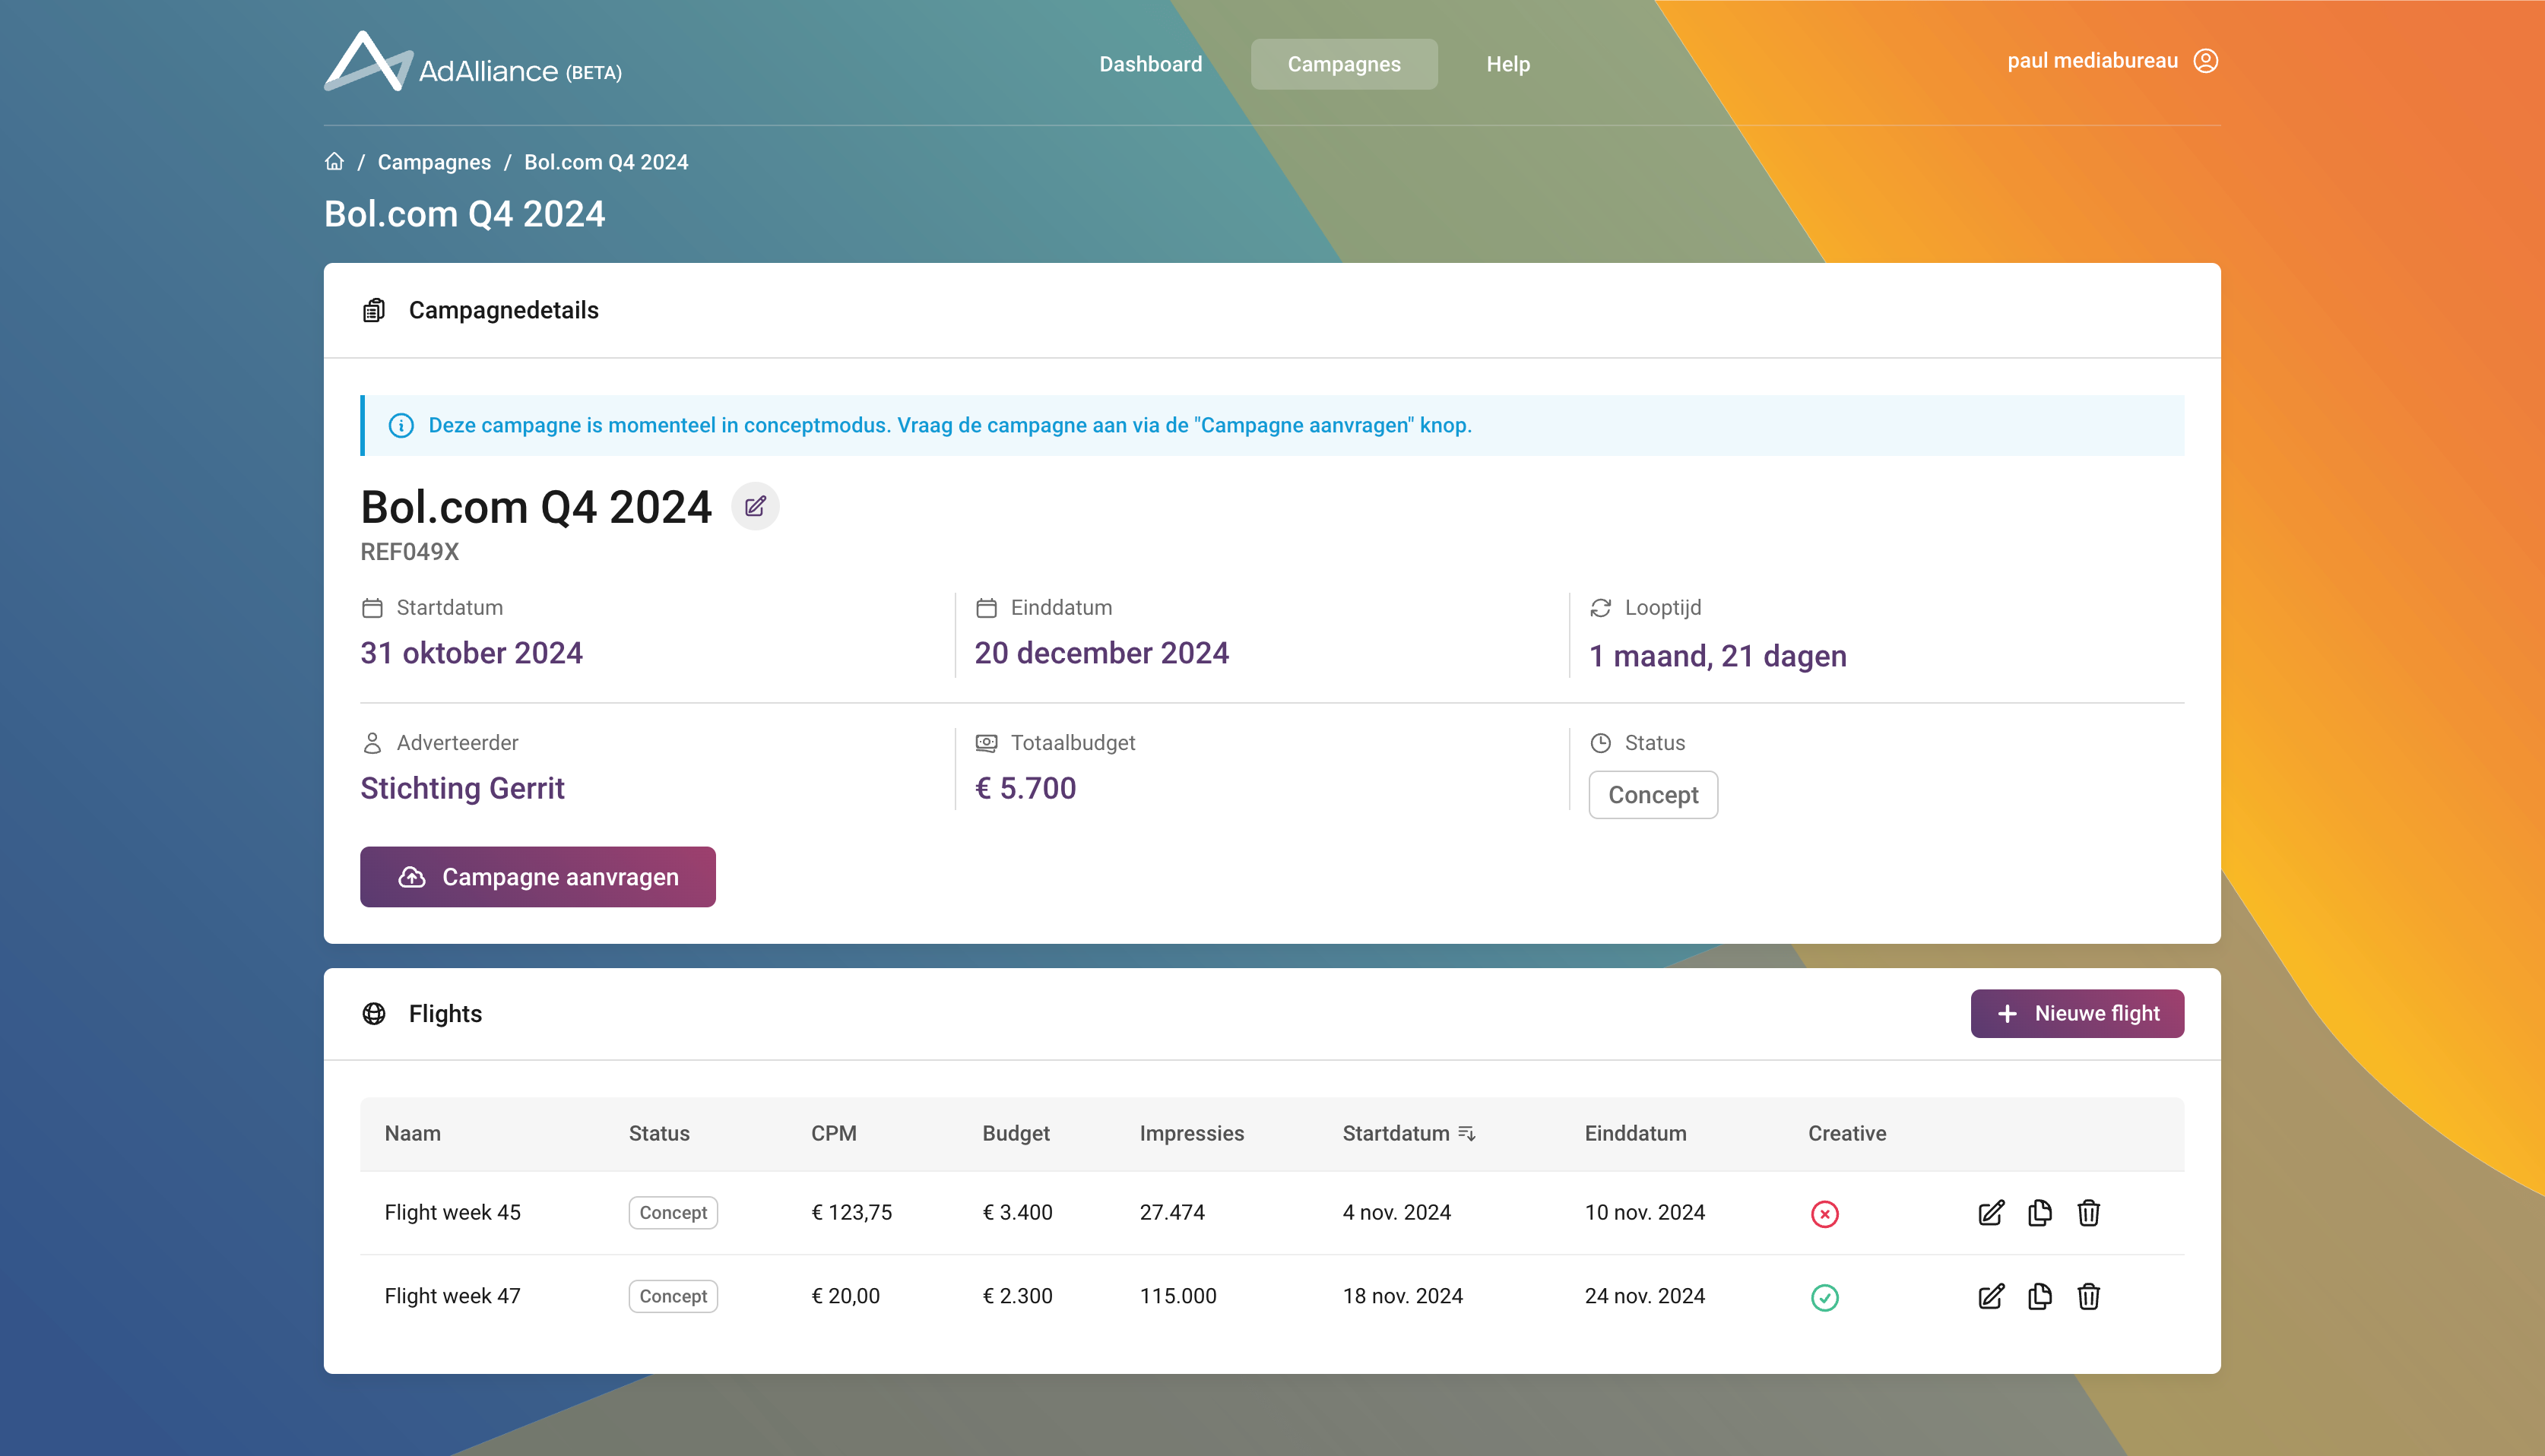 AdAlliance (BETA)
Dashboard
Campagnes
Help
paul mediabureau
/ Campagnes / Bol.com Q4 2024
Bol.com Q4 2024
Campagnedetails
Deze campagne is momenteel in conceptmodus. Vraag de campagne aan via de "Campagne aanvragen" knop.
Bol.com Q4 2024
REF049X
Startdatum
31 oktober 2024
Einddatum
20 december 2024
Looptijd
1 maand, 21 dagen
Adverteerder
Stichting Gerrit
Totaalbudget
€ 5.700
Status
Concept
Campagne aanvragen
Flights
Nieuwe flight
Naam Status CPM Budget Impressies Startdatum Einddatum Creative
Flight week 45 Concept € 123,75 € 3.400 27.474 4 nov. 2024 10 nov. 2024
Flight week 47 Concept € 20,00 € 2.300 115.000 18 nov. 2024 24 nov. 2024